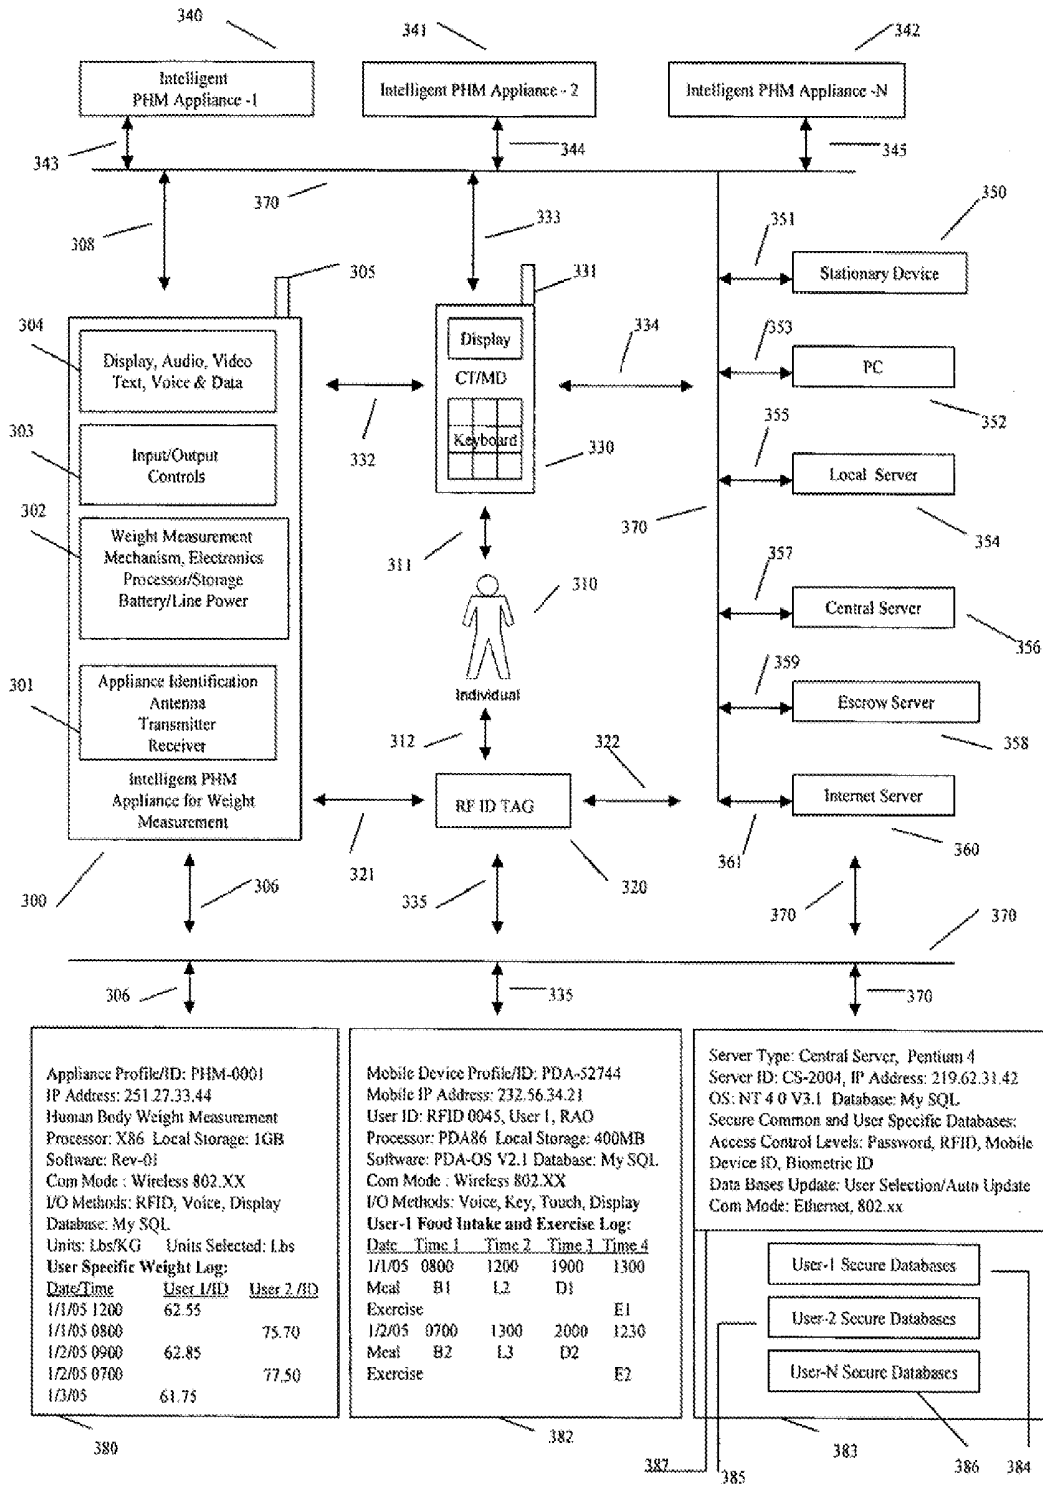 340
341
342
Intelligent
PHM Appliance -1
Intelligent PHM Appliance - 2
Intelligent PHM Appliance -N
343
344
345
370
333
308
350
351
Stationary Device
305
331
304
Display, Audio, Video
Text, Voice & Data
Display
CT/MD
Keyboard
334
332
330
353
PC
352
303
Input/Output
Controls
355
Local Server
354
370
302
Weight Measurement
Mechanism, Electronics
Processor/Storage
Battery/Line Power
311
310
357
Central Server
356
Individual
301
Appliance Identification
Antenna
Transmitter
Receiver
Intelligent PHM
Appliance for Weight
Measurement
312
322
359
Escrow Server
358
RF ID TAG
Internet Server
361
360
300
306
321
335
320
370
370
306
335
370
Appliance Profile/ID: PHM-0001
IP Address: 251.27.33.44
Human Body Weight Measurement
Processor: X86 Local Storage: 1GB
Software: Rev-01
Com Mode : Wireless 802.XX
I/O Methods: RFID, Voice, Display
Database: My SQL
Units: Lbs/KG Units Selected: Lbs
User Specific Weight Log:
Date/Time User 1/ID User 2 /ID
1/1/05 1200 62.55
1/1/05 0800 75.70
1/2/05 0900 62.85
1/2/05 0700 77.50
1/3/05 61.75
380
Mobile Device Profile/ID: PDA-52744
Mobile IP Address: 232.56.34.21
User ID: RFID 0045, User 1, RAO
Processor: PDA86 Local Storage: 400MB
Software: PDA-OS V2.1 Database: My SQL
Com Mode : Wireless 802.XX
I/O Methods: Voice, Key, Touch, Display
User-1 Food Intake and Exercise Log:
Date Time 1 Time 2 Time 3 Time 4
1/1/05 0800 1200 1900 1300
Meal B1 L2 D1
Exercise E1
1/2/05 0700 1300 2000 1230
Meal B2 L3 D2
Exercise E2
382
Server Type: Central Server, Pentium 4
Server ID: CS-2004, IP Address: 219.62.31.42
OS: NT 4 0 V3.1 Database: My SQL
Secure Common and User Specific Databases:
Access Control Levels: Password, RFID, Mobile
Device ID, Biometric ID
Data Bases Update: User Selection/Auto Update
Com Mode: Ethernet, 802.xx
User-1 Secure Databases
User-2 Secure Databases
User-N Secure Databases
383
387
385
386
384